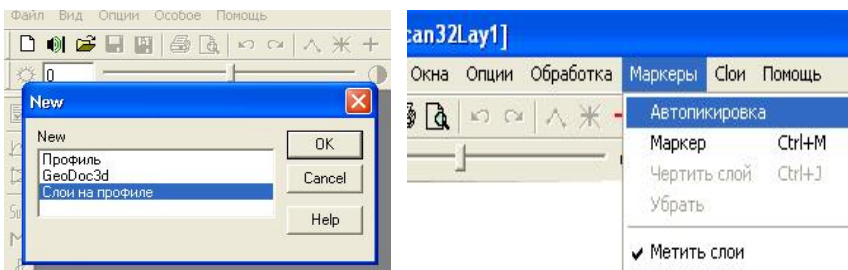 Файл Вид Опции Особое Помощь
0
New
New
Профиль
GeoDoc3d
Слои на профиле
OK
Cancel
Help
can32Lay1]
Окна Опции Обработка Маркеры Clои Помощь
Автопикировка
Маркер Ctrl+M
Чертить слой Ctrl+J
Убрать
Метить слои